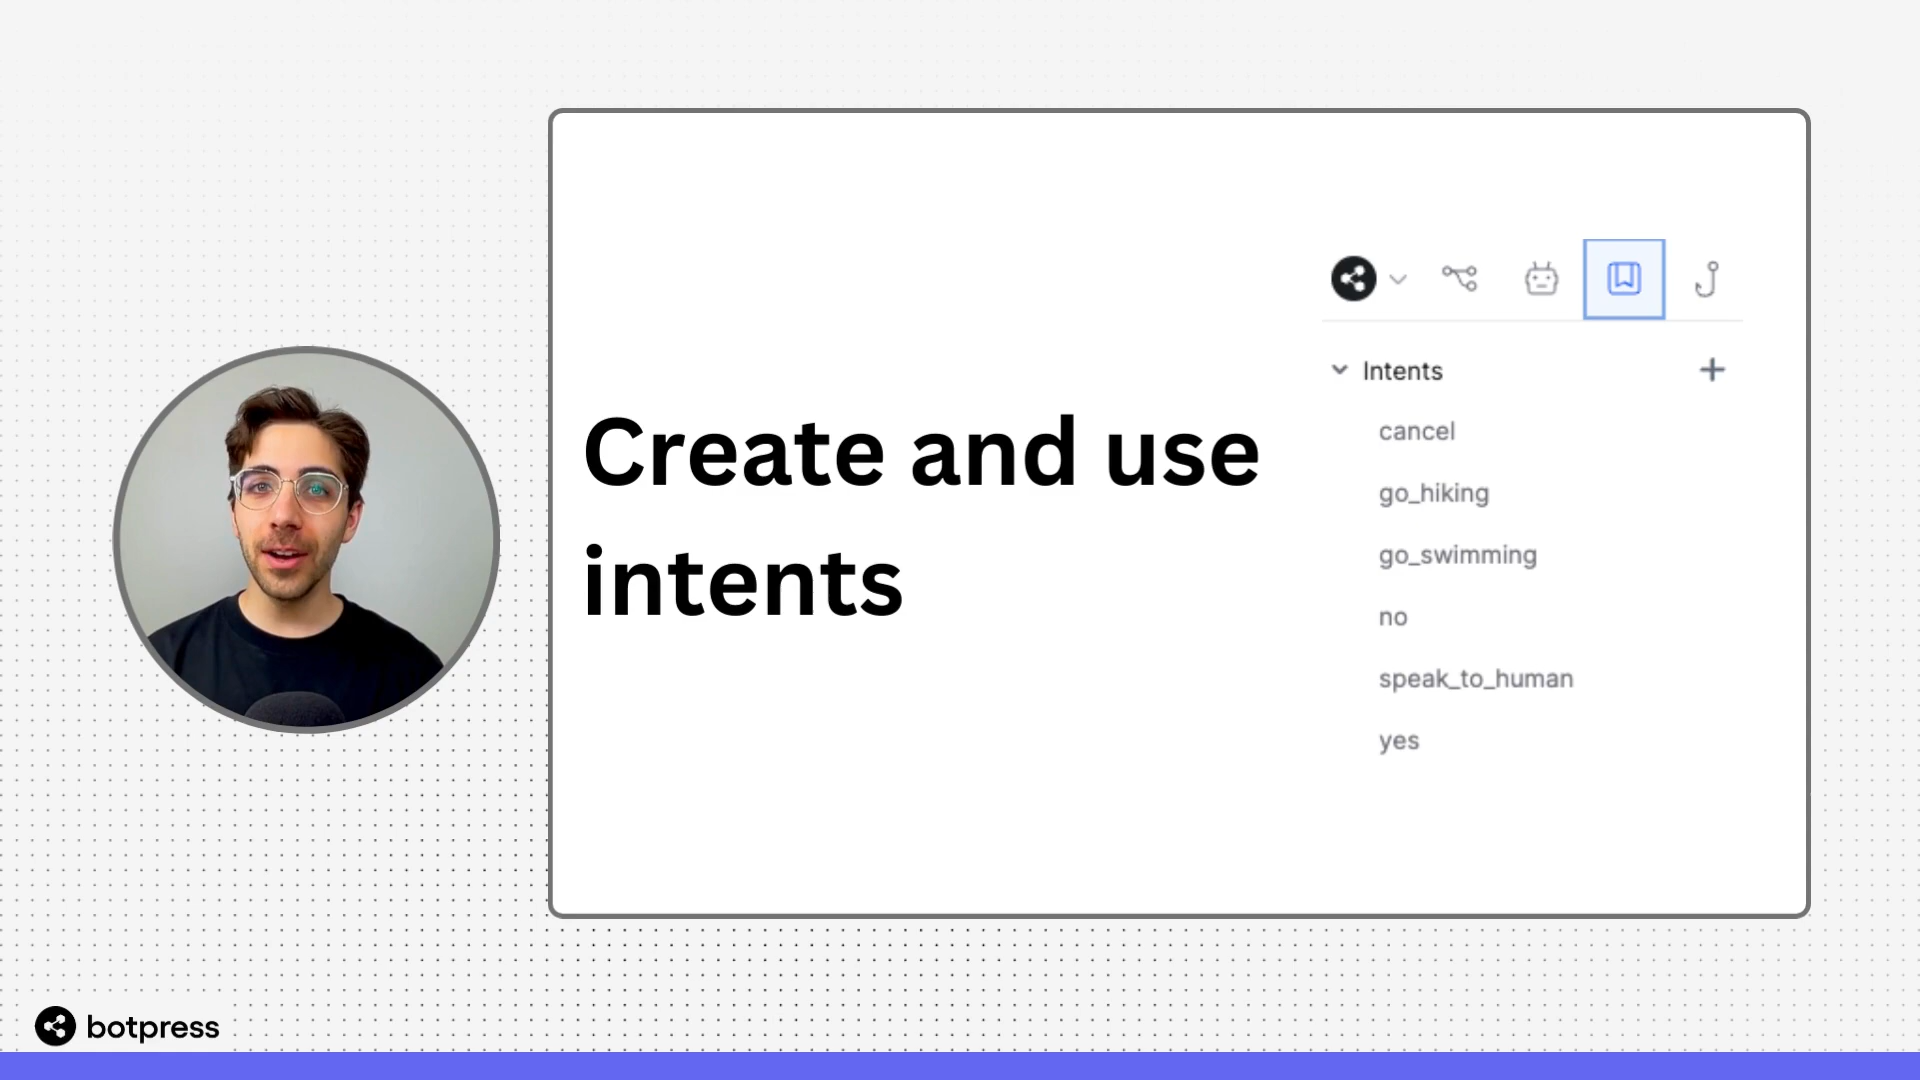 Create and use
intents
Intents
cancel
go_hiking
go_swimming
no
speak_to_human
yes
botpress